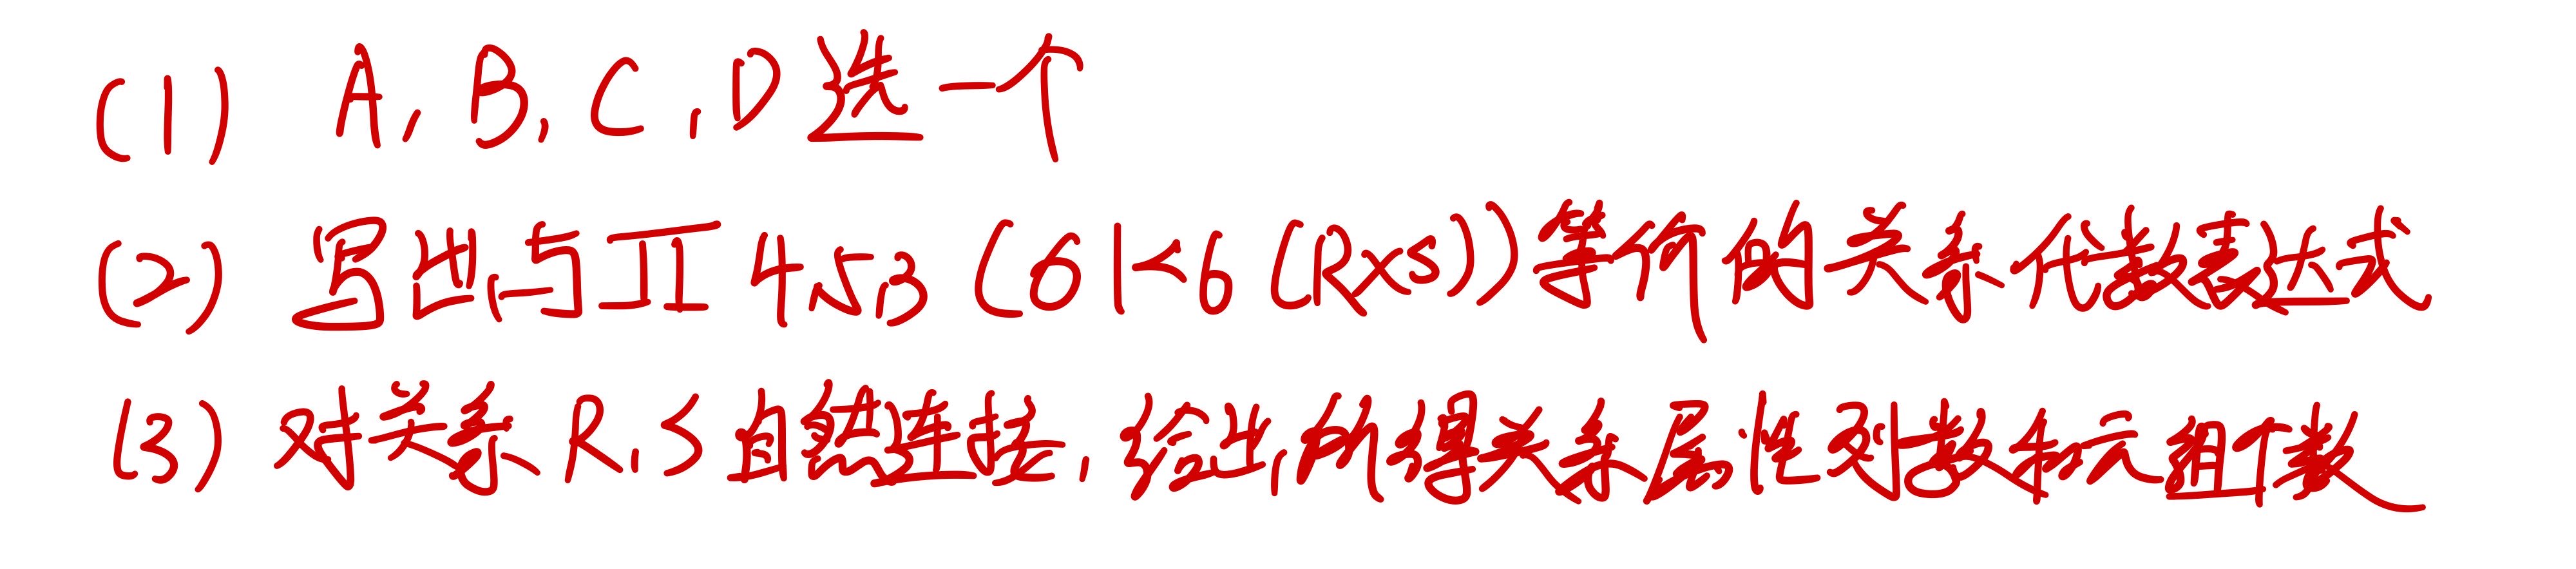 (1) A, B, C, D 选一个
(2) 写出与 π 4,5,3 (6 1<6 (R×S)) 等价的关系代数表达式
(3) 对关系 R, S 自然连接, 给出所得关系属性列数和元组个数